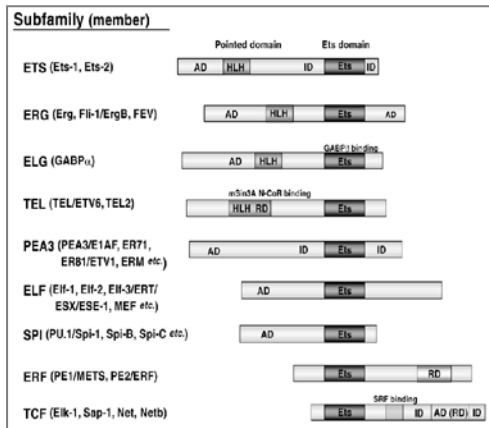 Subfamily (member)
Pointed domain Ets domain
ETS (Ets-1, Ets-2) AD HLH ID Ets ID
ERG (Erg, Fli-1/ErgB, FEV) AD HLH Ets AD
GABPβ binding
ELG (GABPα) AD HLH Ets
mSin3A N-CoR binding
TEL (TEL/ETV6, TEL2) HLH RD Ets
PEA3 (PEA3/E1AF, ER71, AD ID Ets ID
ER81/ETV1, ERM etc.)
ELF (Elf-1, Elf-2, Elf-3/ERT/ AD Ets
ESX/ESE-1, MEF etc.)
SPI (PU.1/Spi-1, Spi-B, Spi-C etc.) AD Ets
ERF (PE1/METS, PE2/ERF) Ets RD
SRF binding
TCF (Elk-1, Sap-1, Net, Netb) Ets ID AD (RD) ID